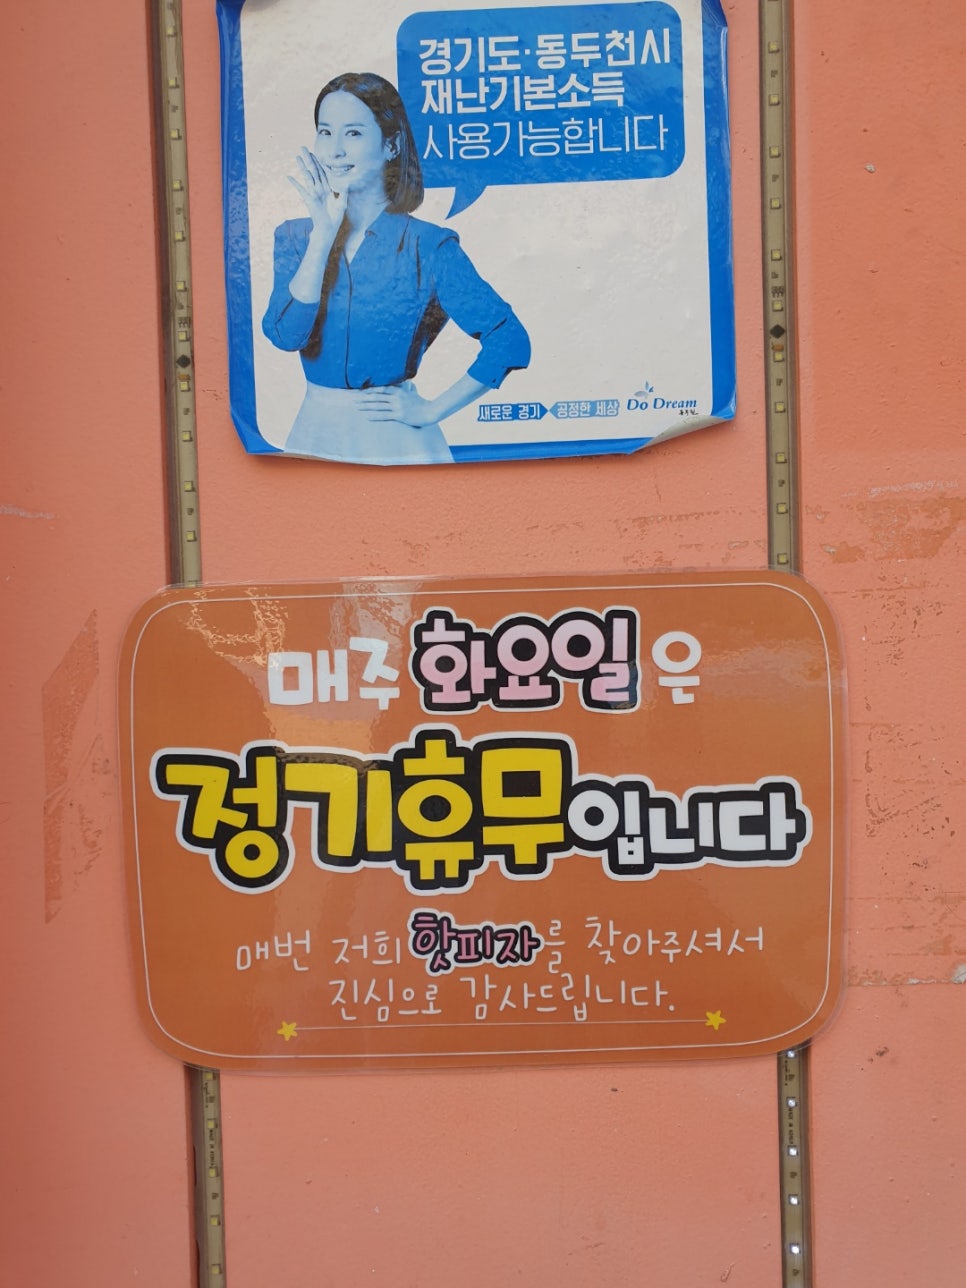 경기도·동두천시
재난기본소득
사용가능합니다
새로운 경기 공정한 세상 Do Dream
매주 화요일은
정기휴무입니다
매번 저희 핫피자를 찾아주셔서
진심으로 감사드립니다.